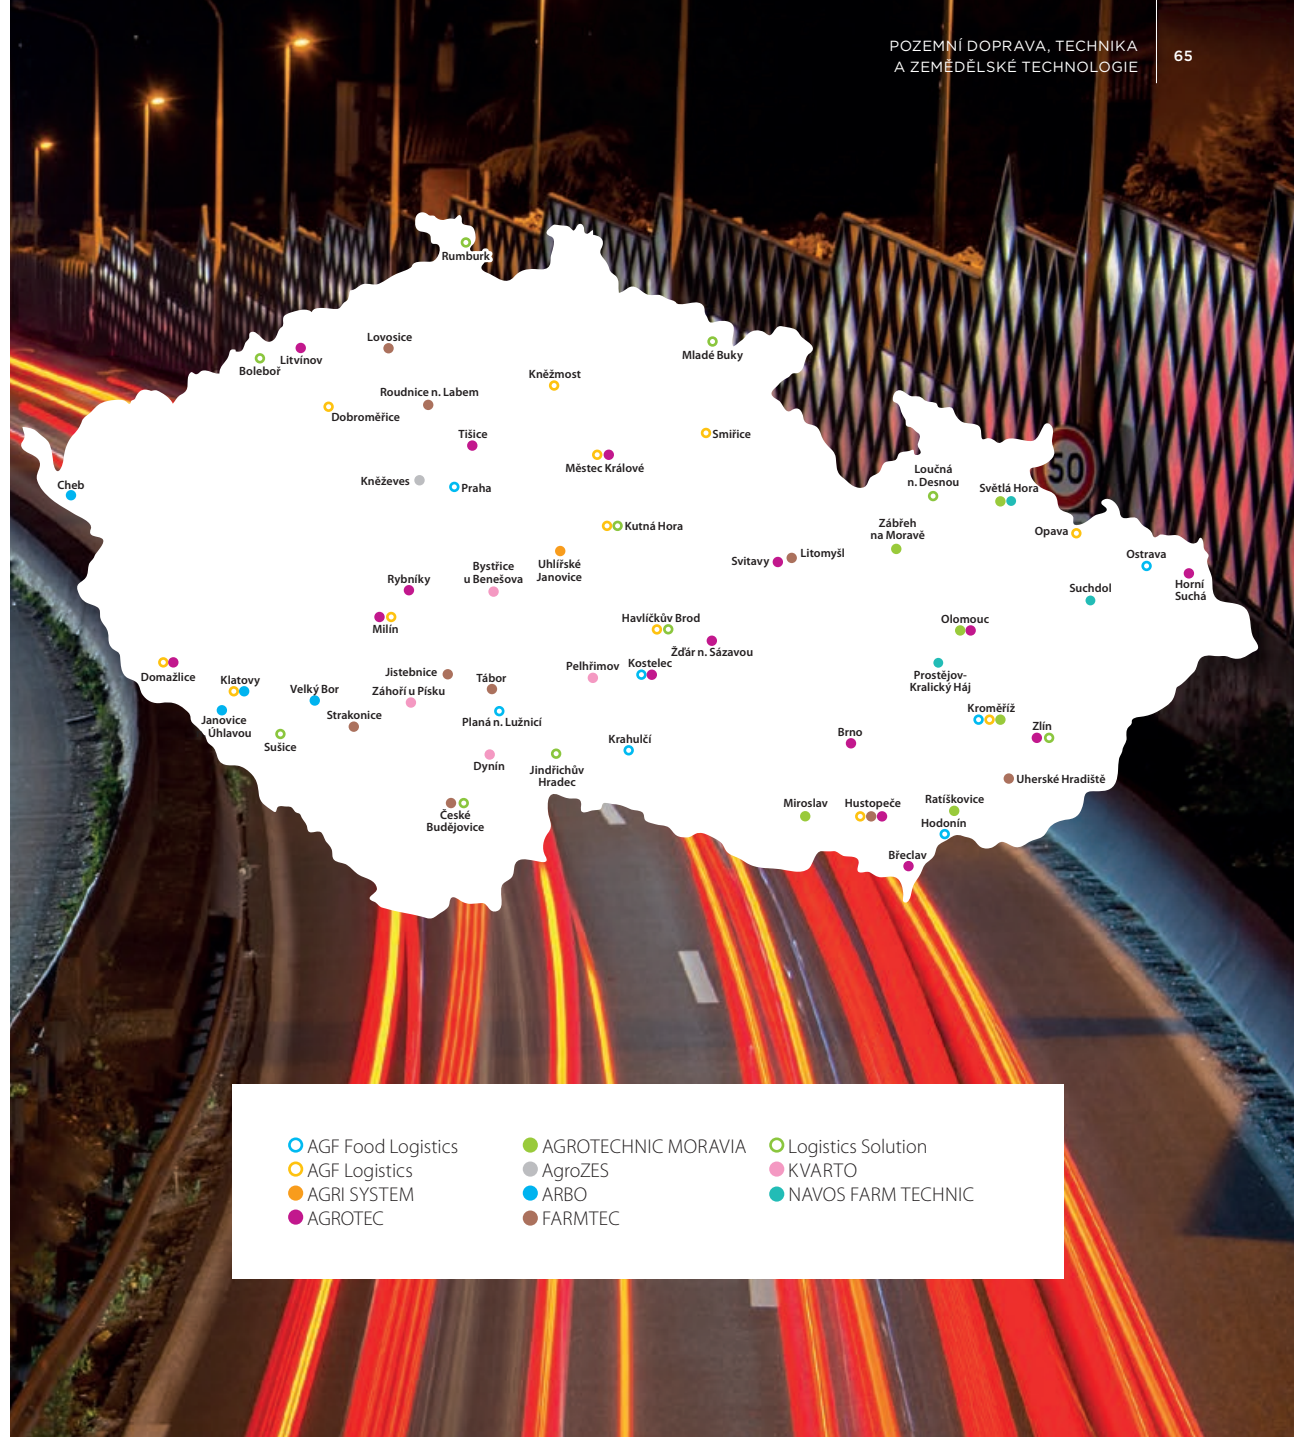 POZEMNÍ DOPRAVA, TECHNIKA
A ZEMĚDĚLSKÉ TECHNOLOGIE
65
Rumburk
Lovosice
Litvínov
Boleboř
Mladé Buky
Kněžmost
Roudnice n. Labem
Dobroměřice
Tišice
Smiřice
Městec Králové
Kněževes
Praha
Cheb
Loučná
n. Desnou
Světlá Hora
50
Kutná Hora
Zábřeh
na Moravě
Opava
Uhlířské
Janovice
Svitavy
Litomyšl
Ostrava
Bystřice
u Benešova
Rybníky
Horní
Suchá
Suchdol
Milín
Havlíčkův Brod
Olomouc
Žďár n. Sázavou
Domažlice
Klatovy
Velký Bor
Jistebnice
Záhoří u Písku
Tábor
Pelhřimov
Kostelec
Prostějov-
Kralický Háj
Janovice
Úhlavou
Strakonice
Planá n. Lužnicí
Kroměříž
Sušice
Krahulčí
Brno
Zlín
Dynín
Jindřichův
Hradec
Uherské Hradiště
České
Budějovice
Miroslav
Hustopeče
Ratíškovice
Hodonín
Břeclav
AGF Food Logistics
AGF Logistics
AGRI SYSTEM
AGROTEC
AGROTECHNIC MORAVIA
AgroZES
ARBO
FARMTEC
Logistics Solution
KVARTO
NAVOS FARM TECHNIC